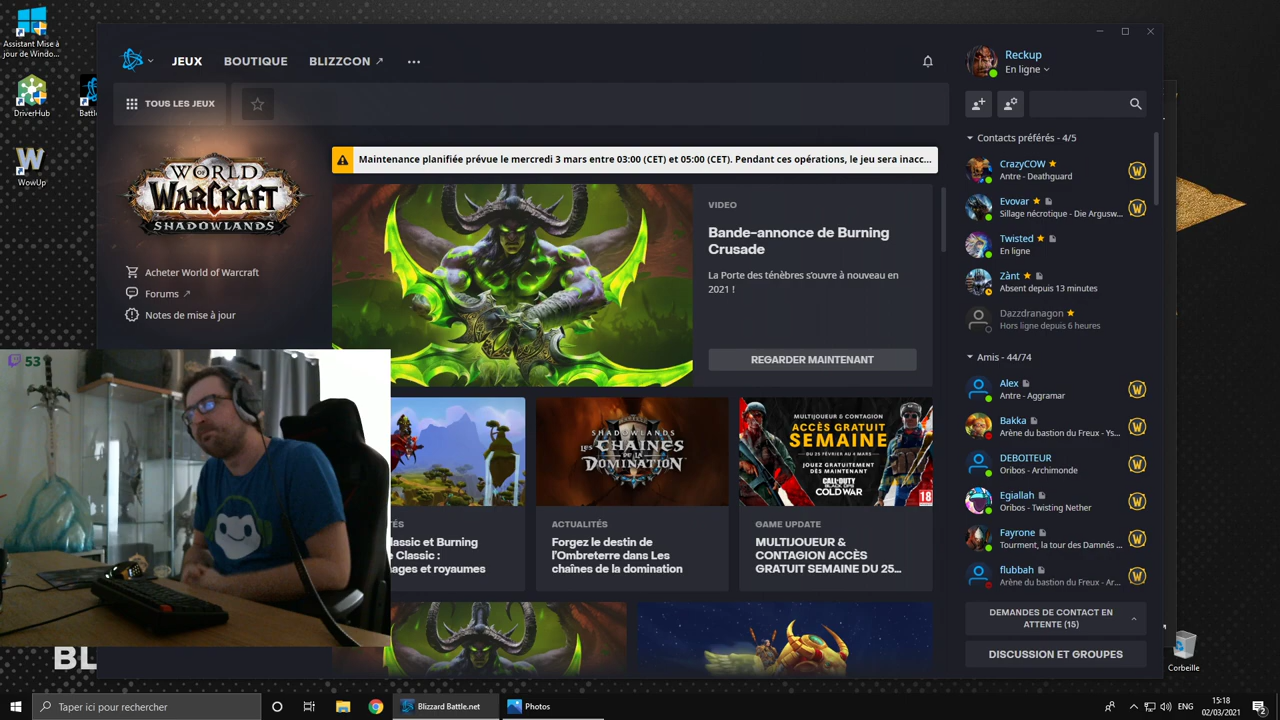 Assistant Mise à
jour de Windo...
DriverHub
Battl
WowUp
JEUX
BOUTIQUE
BLIZZCON
TOUS LES JEUX
WORLD
OF
WARCRAFT
SHADOWLANDS
Acheter World of Warcraft
Forums
Notes de mise à jour
53
Maintenance planifiée prévue le mercredi 3 mars entre 03:00 (CET) et 05:00 (CET). Pendant ces opérations, le jeu sera inacc...
VIDEO
Bande-annonce de Burning
Crusade
La Porte des ténèbres s'ouvre à nouveau en
2021 !
REGARDER MAINTENANT
TÉS
lassic et Burning
e Classic :
nages et royaumes
SHADOWLANDS
LES CHAÎNES
DE LA
DOMINATION
ACTUALITÉS
Forgez le destin de
l'Ombreterre dans Les
chaînes de la domination
MULTIJOUEUR & CONTAGION
ACCÈS GRATUIT
SEMAINE
DU 25 FÉVRIER AU 4 MARS
JOUEZ GRATUITEMENT
DÈS MAINTENANT
CALL OF DUTY
BLACK OPS
COLD WAR
18
GAME UPDATE
MULTIJOUEUR &
CONTAGION ACCÈS
GRATUIT SEMAINE DU 25...
Reckup
En ligne
Contacts préférés - 4/5
CrazyCOW
Antre - Deathguard
Evovar
Sillage nécrotique - Die Argusw...
Twisted
En ligne
Zànt
Absent depuis 13 minutes
Dazzdranagon
Hors ligne depuis 6 heures
Amis - 44/74
Alex
Antre - Aggramar
Bakka
Arène du bastion du Freux - Ys...
DEBOITEUR
Oribos - Archimonde
Egiallah
Oribos - Twisting Nether
Fayrone
Tourment, la tour des Damnés ...
flubbah
Arène du bastion du Freux - Ar...
DEMANDES DE CONTACT EN
ATTENTE (15)
DISCUSSION ET GROUPES
Corbeille
BL
Taper ici pour rechercher
Blizzard Battle.net
Photos
ENG
15:18
02/03/2021
2